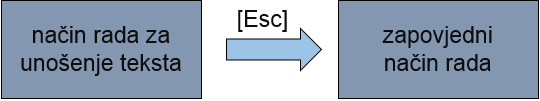 način rada za
unošenje teksta
[Esc]
zapovjedni
način rada